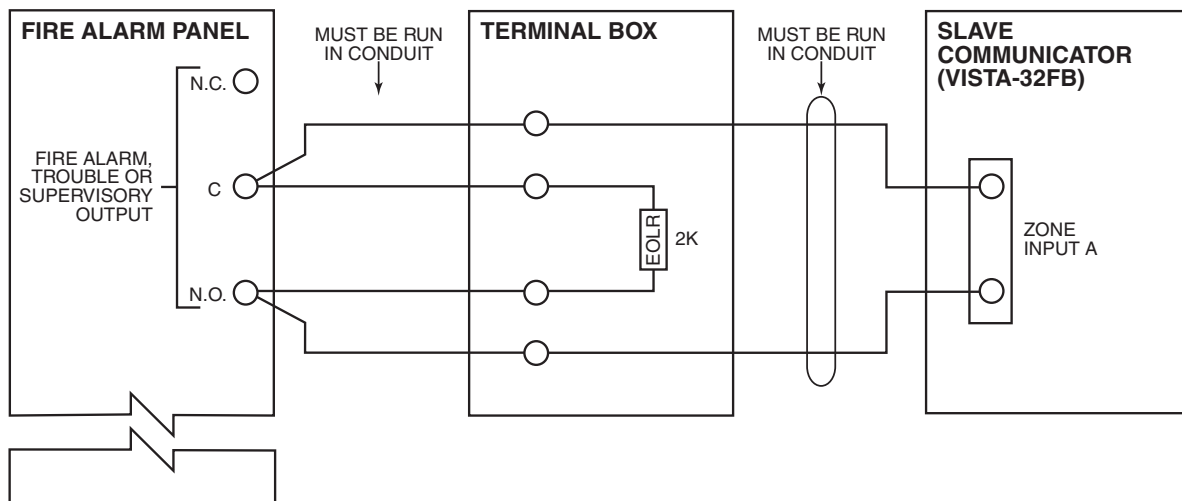 FIRE ALARM PANEL
N.C.
FIRE ALARM,
TROUBLE OR
SUPERVISORY
OUTPUT
C
N.O.
MUST BE RUN
IN CONDUIT
TERMINAL BOX
EOLR
2K
MUST BE RUN
IN CONDUIT
SLAVE
COMMUNICATOR
(VISTA-32FB)
ZONE
INPUT A